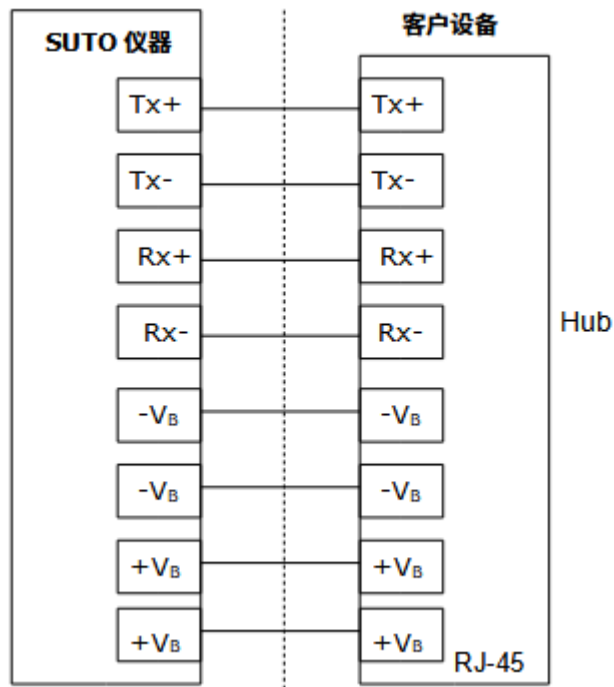 SUTO 仪器
客户设备
Tx+ Tx+
Tx- Tx-
Rx+ Rx+
Rx- Rx-
Hub
-VB -VB
-VB -VB
+VB +VB
+VB +VB
RJ-45